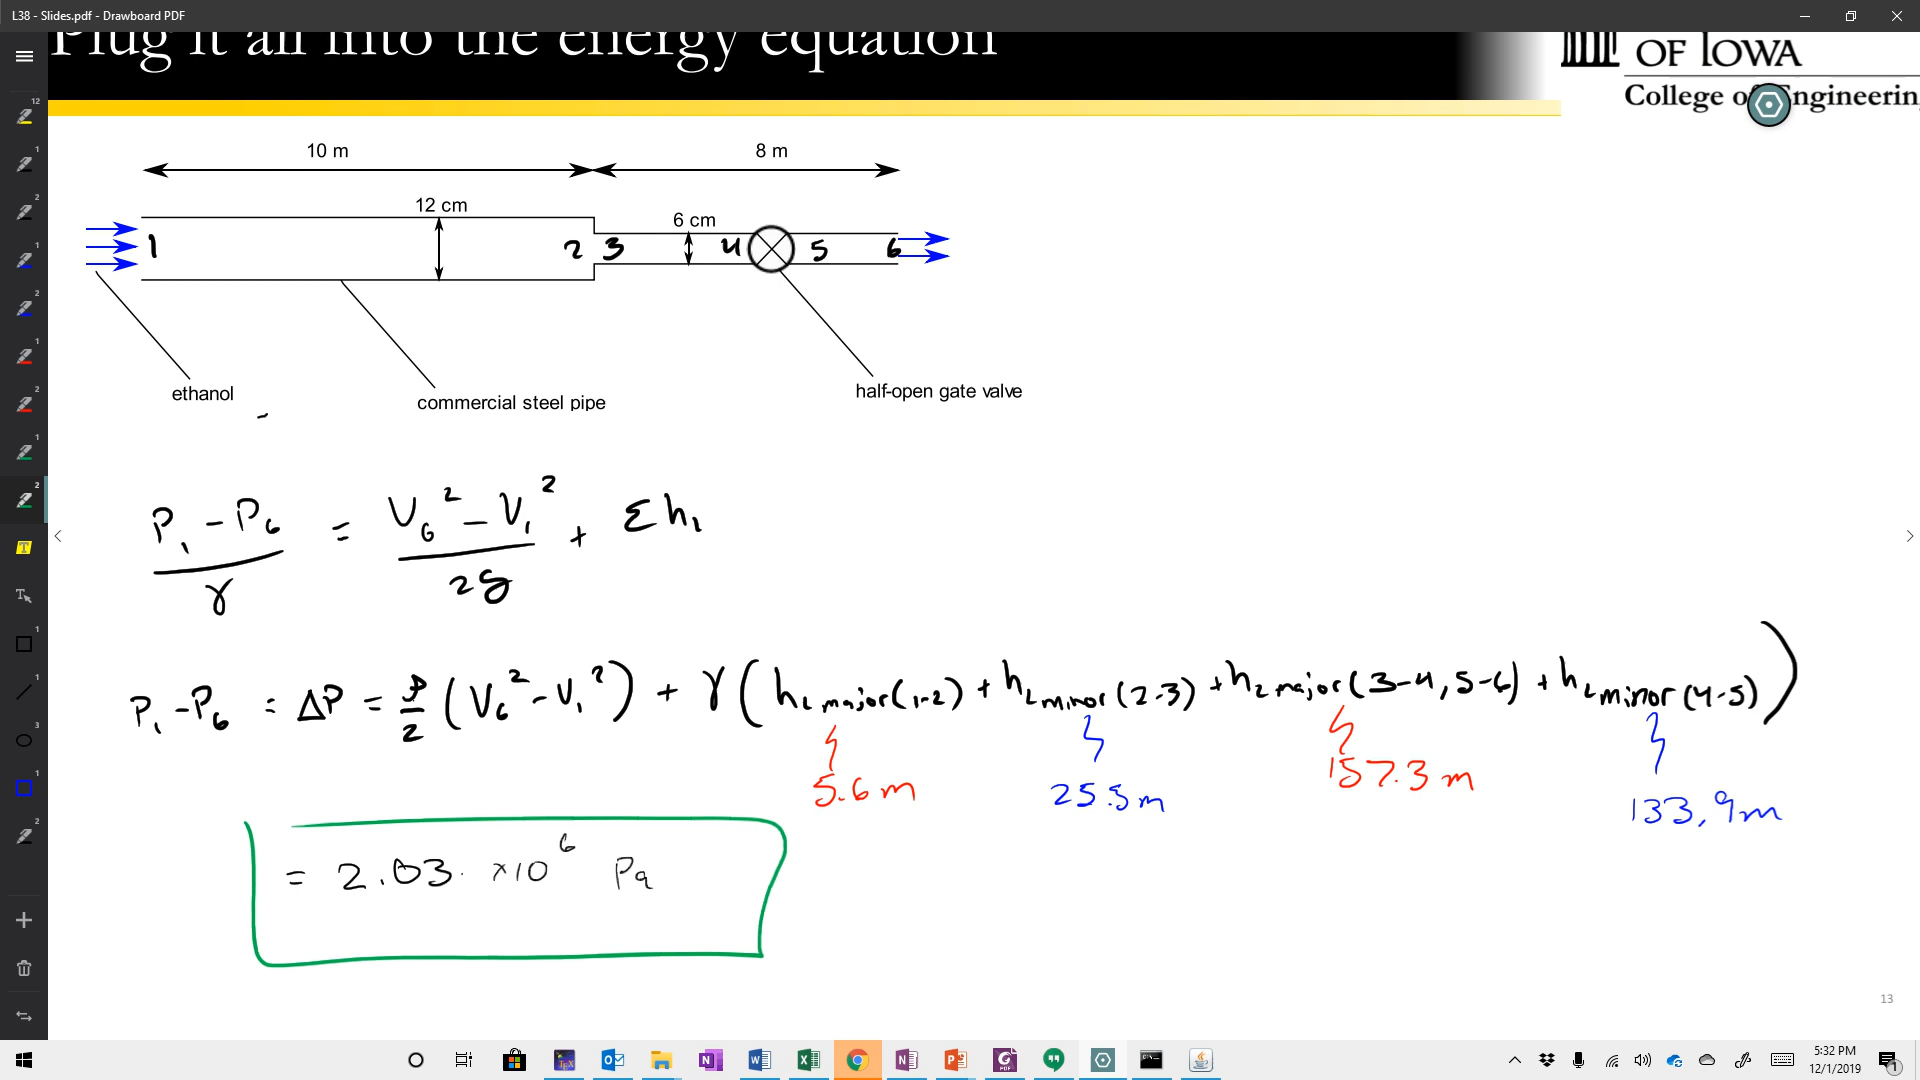 L38 - Slides.pdf - Drawboard PDF
Plug it all into the energy equation
OF IOWA
College of Engineerin
10 m
8 m
12 cm
6 cm
1
2 3
4
5
6
ethanol
commercial steel pipe
half-open gate valve
P₁ - P₆ / γ = V₆² - V₁² / 2g + Σ h_L
P₁ - P₆ = ΔP = ρ/2 (V₆² - V₁²) + γ (h_L major (1-2) + h_L minor (2-3) + h_L major (3-4, 5-6) + h_L minor (4-5))
5.6 m
25.5 m
157.3 m
133.9 m
= 2.03 ×10⁶ Pa
13
5:32 PM
12/1/2019